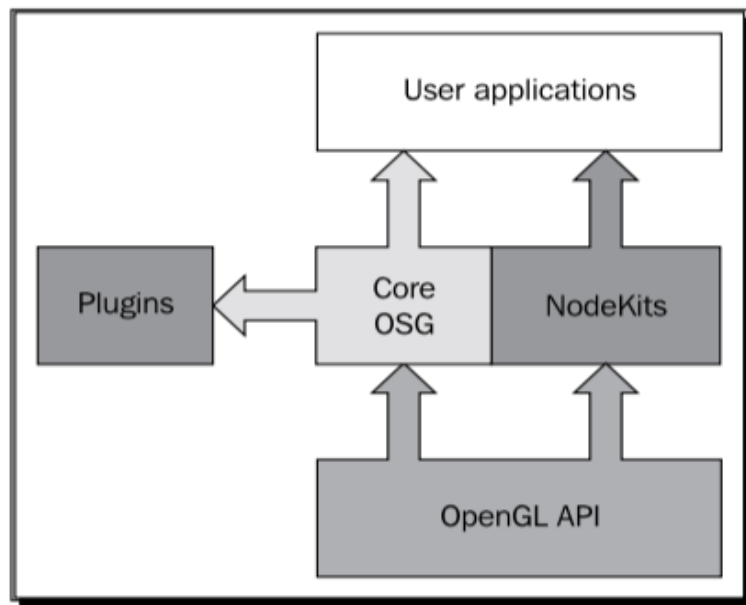 User applications
Plugins
Core
OSG
NodeKits
OpenGL API